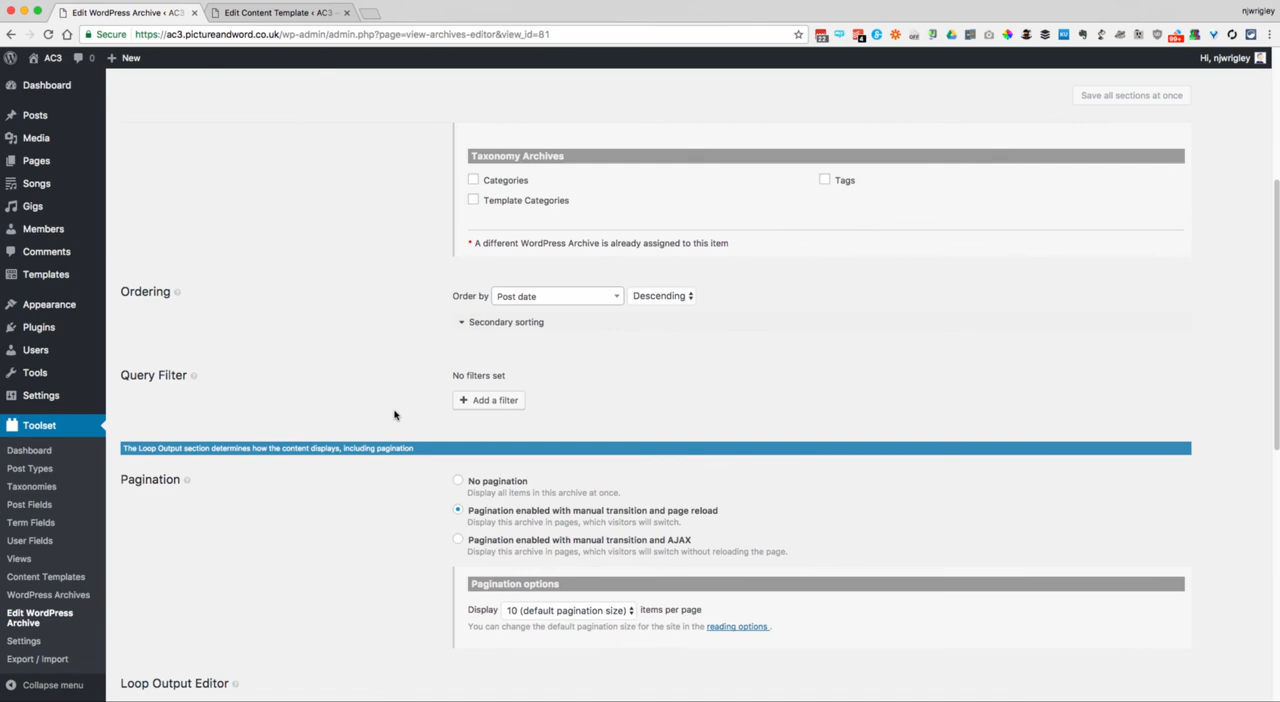 njwrigley
Edit WordPress Archive ‹ AC3
Edit Content Template ‹ AC3
Secure
https://ac3.pictureandword.co.uk/wp-admin/admin.php?page=view-archives-editor&view_id=81
AC3
0
New
Hi, njwrigley
Dashboard
Posts
Media
Pages
Songs
Gigs
Members
Comments
Templates
Appearance
Plugins
Users
Tools
Settings
Toolset
Dashboard
Post Types
Taxonomies
Post Fields
Term Fields
User Fields
Views
Content Templates
WordPress Archives
Edit WordPress
Archive
Settings
Export / Import
Collapse menu
Save all sections at once
Taxonomy Archives
Categories
Tags
Template Categories
* A different WordPress Archive is already assigned to this item
Ordering
Order by Post date Descending
Secondary sorting
Query Filter
No filters set
+ Add a filter
The Loop Output section determines how the content displays, including pagination
Pagination
No pagination
Display all items in this archive at once.
Pagination enabled with manual transition and page reload
Display this archive in pages, which visitors will switch.
Pagination enabled with manual transition and AJAX
Display this archive in pages, which visitors will switch without reloading the page.
Pagination options
Display 10 (default pagination size) items per page
You can change the default pagination size for the site in the reading options .
Loop Output Editor